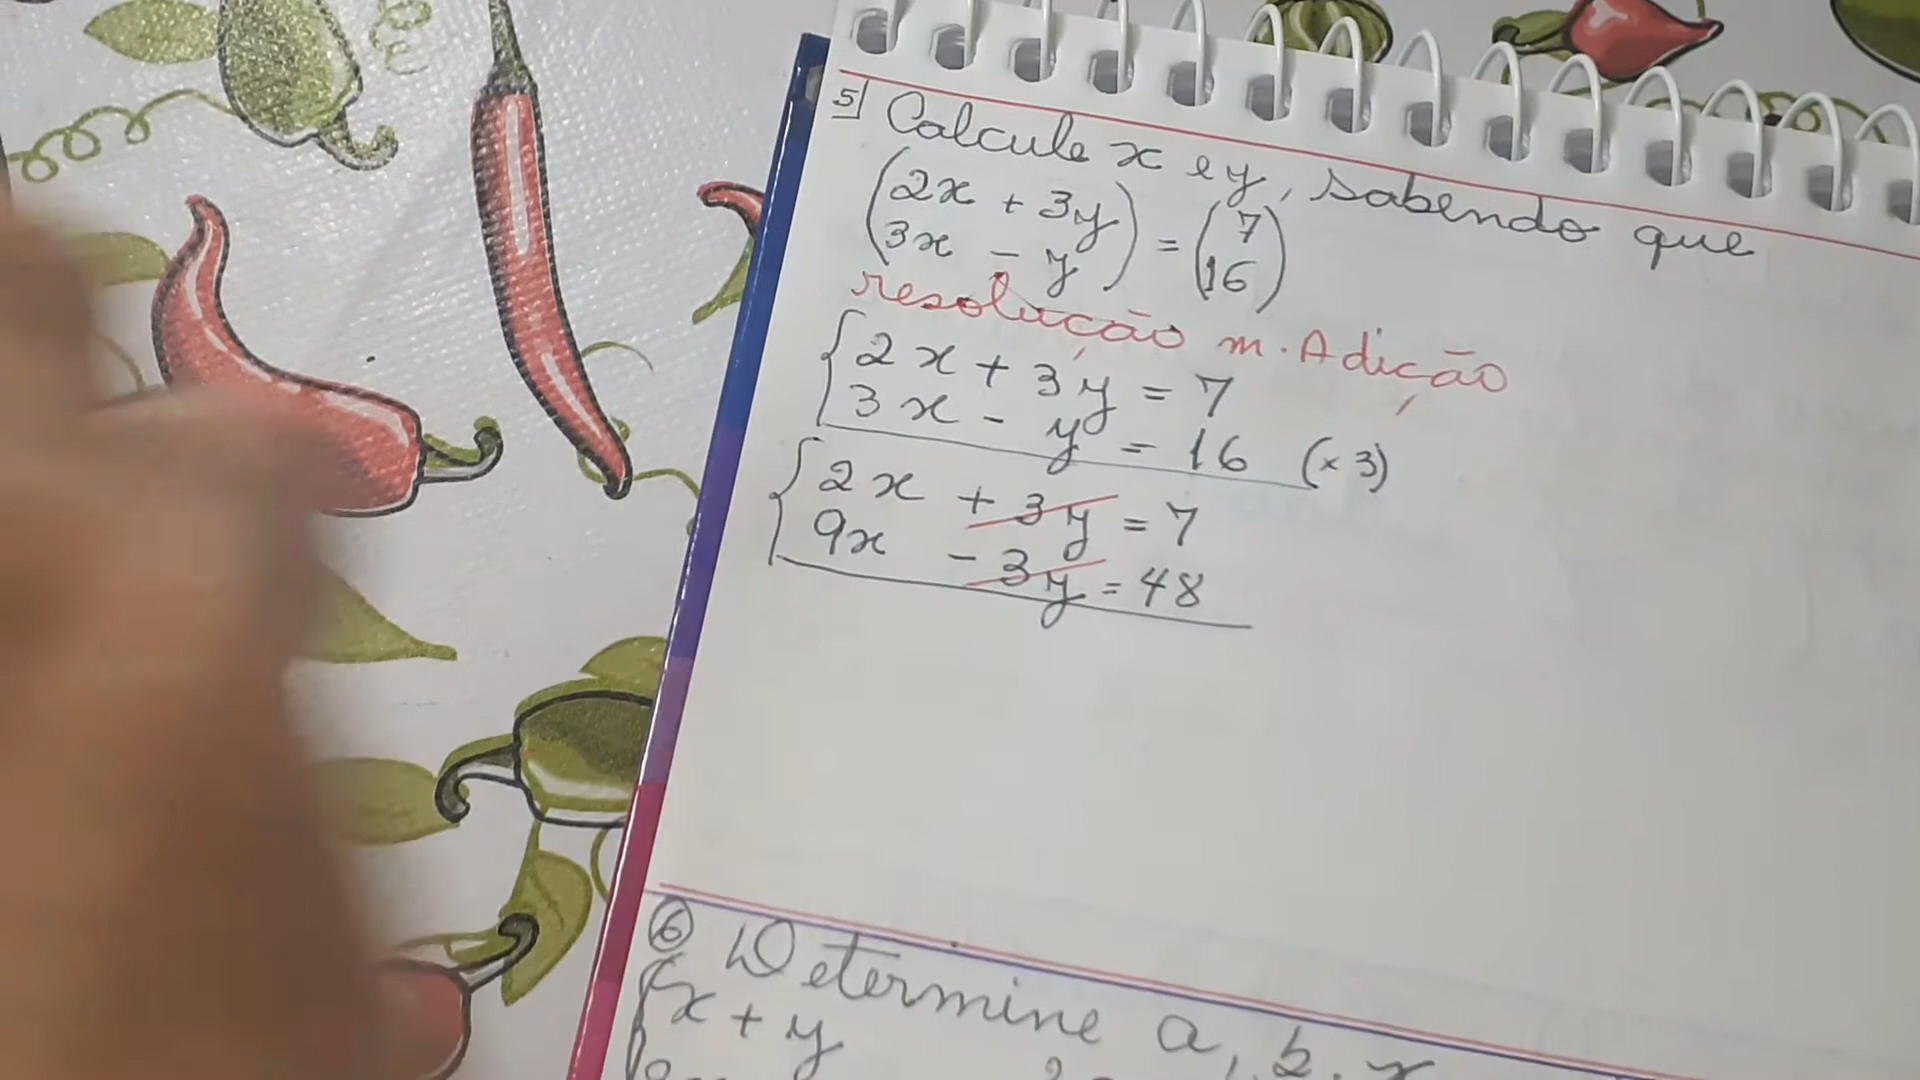 5] Calcule x e y, sabendo que
(2x + 3y) = (7)
(3x - y) (16)
resolução m. Adição
{2x + 3y = 7
3x - y = 16 (x 3)
{2x + 3y = 7
9x - 3y = 48
6 Determine a, b, x
x + y